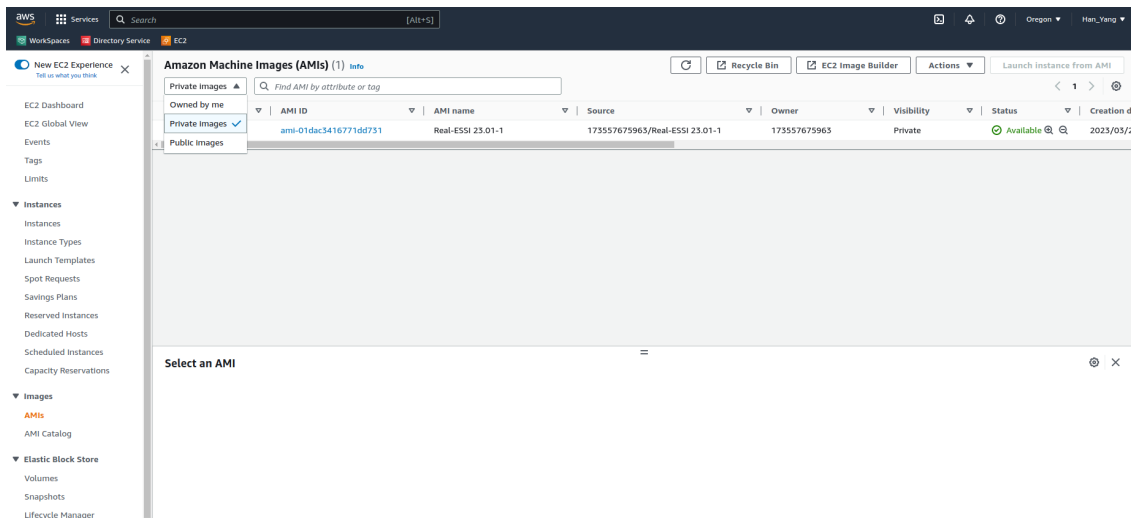 aws Services Search [Alt+S] Oregon ▼ Han_Yang ▼
WorkSpaces Directory Service EC2
New EC2 Experience
Tell us what you think
EC2 Dashboard
EC2 Global View
Events
Tags
Limits
▼ Instances
Instances
Instance Types
Launch Templates
Spot Requests
Savings Plans
Reserved Instances
Dedicated Hosts
Scheduled Instances
Capacity Reservations
▼ Images
AMIs
AMI Catalog
▼ Elastic Block Store
Volumes
Snapshots
Lifecycle Manager
Amazon Machine Images (AMIs) (1) Info
Recycle Bin EC2 Image Builder Actions ▼ Launch instance from AMI
Private images ▲ Find AMI by attribute or tag < 1 >
Owned by me
Private images ✓
Public images
AMI ID AMI name Source Owner Visibility Status Creation d
ami-01dac3416771dd731 Real-ESSI 23.01-1 173557675963/Real-ESSI 23.01-1 173557675963 Private Available 2023/03/2
Select an AMI